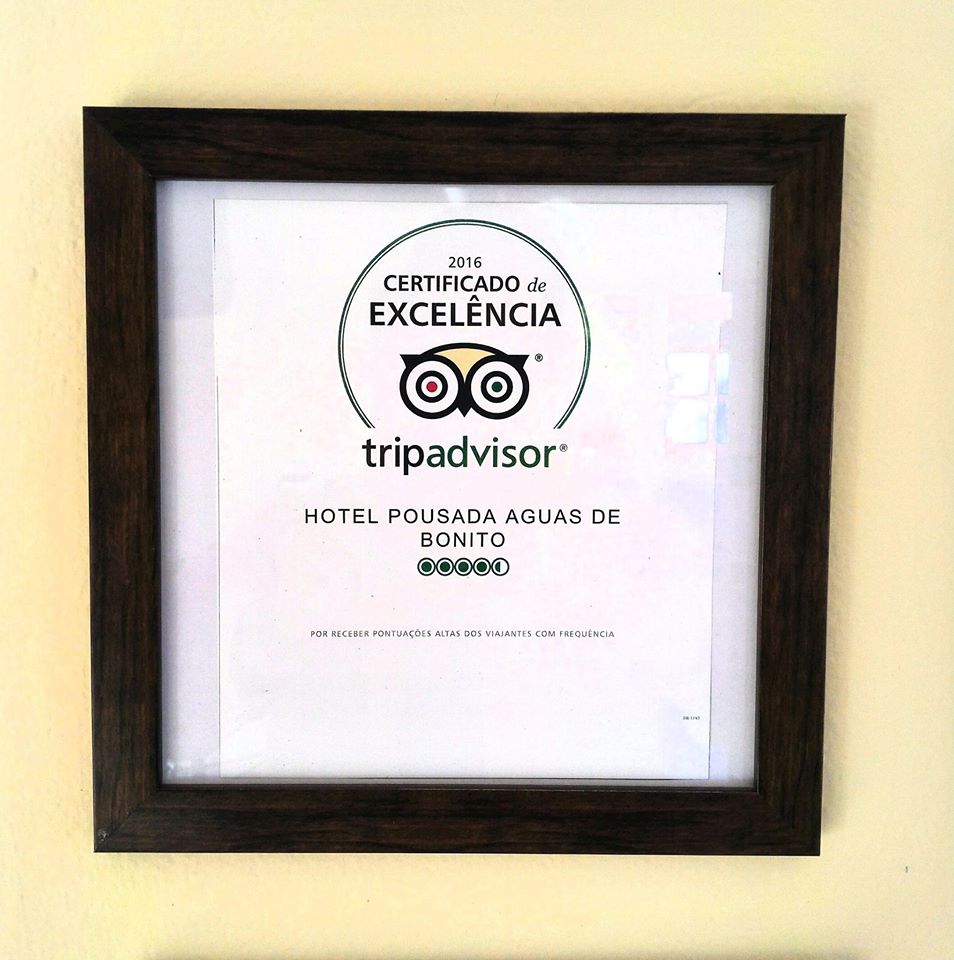 2016
CERTIFICADO de
EXCELÊNCIA
®
tripadvisor®
HOTEL POUSADA AGUAS DE
BONITO
POR RECEBER PONTUAÇÕES ALTAS DOS VIAJANTES COM FREQUÊNCIA